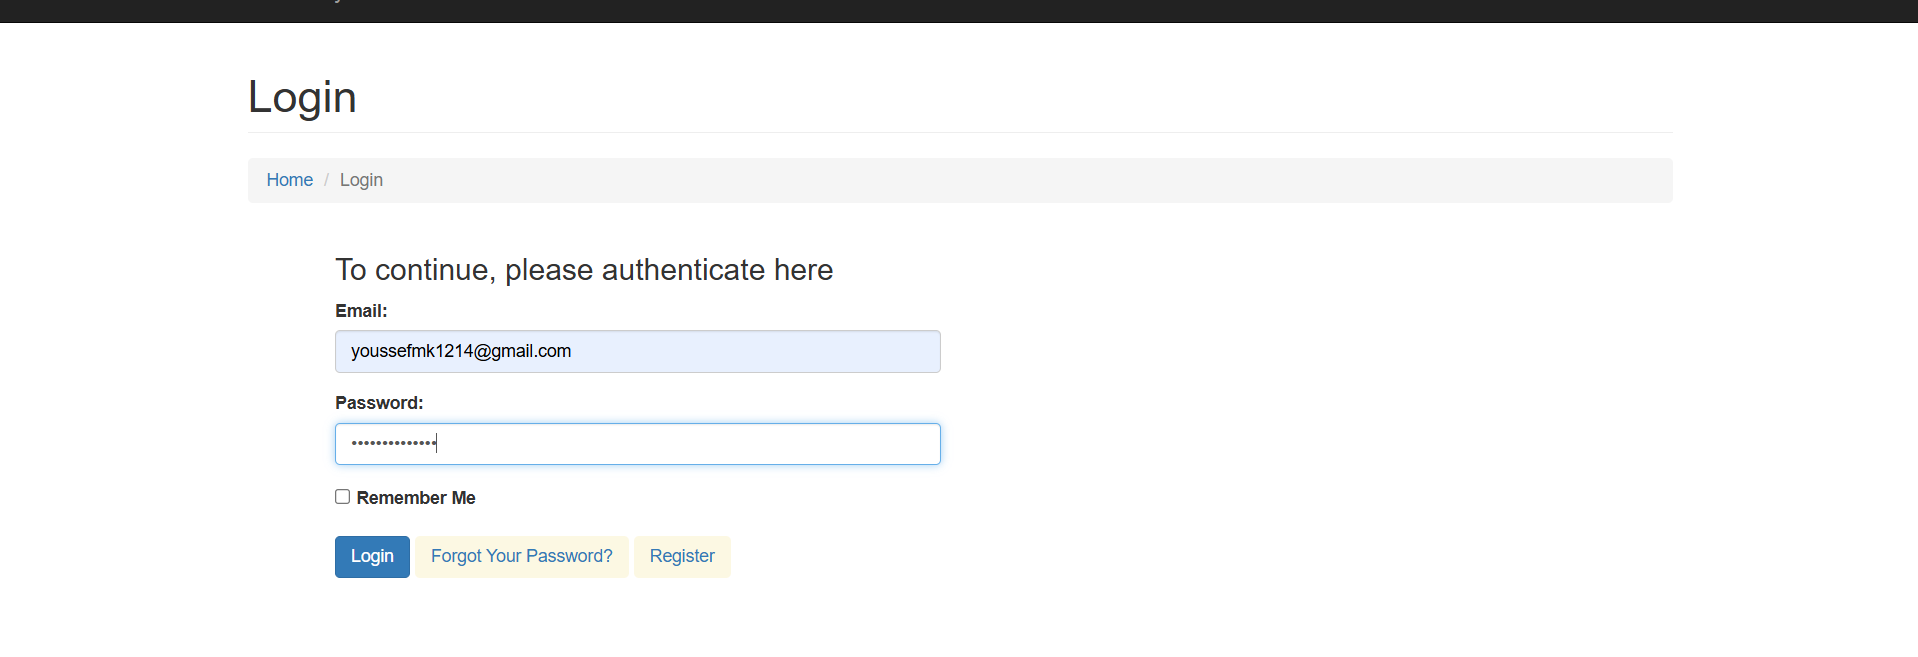 Login
Home / Login
To continue, please authenticate here
Email:
youssefmk1214@gmail.com
Password:
••••••••••••••
Remember Me
Login Forgot Your Password? Register